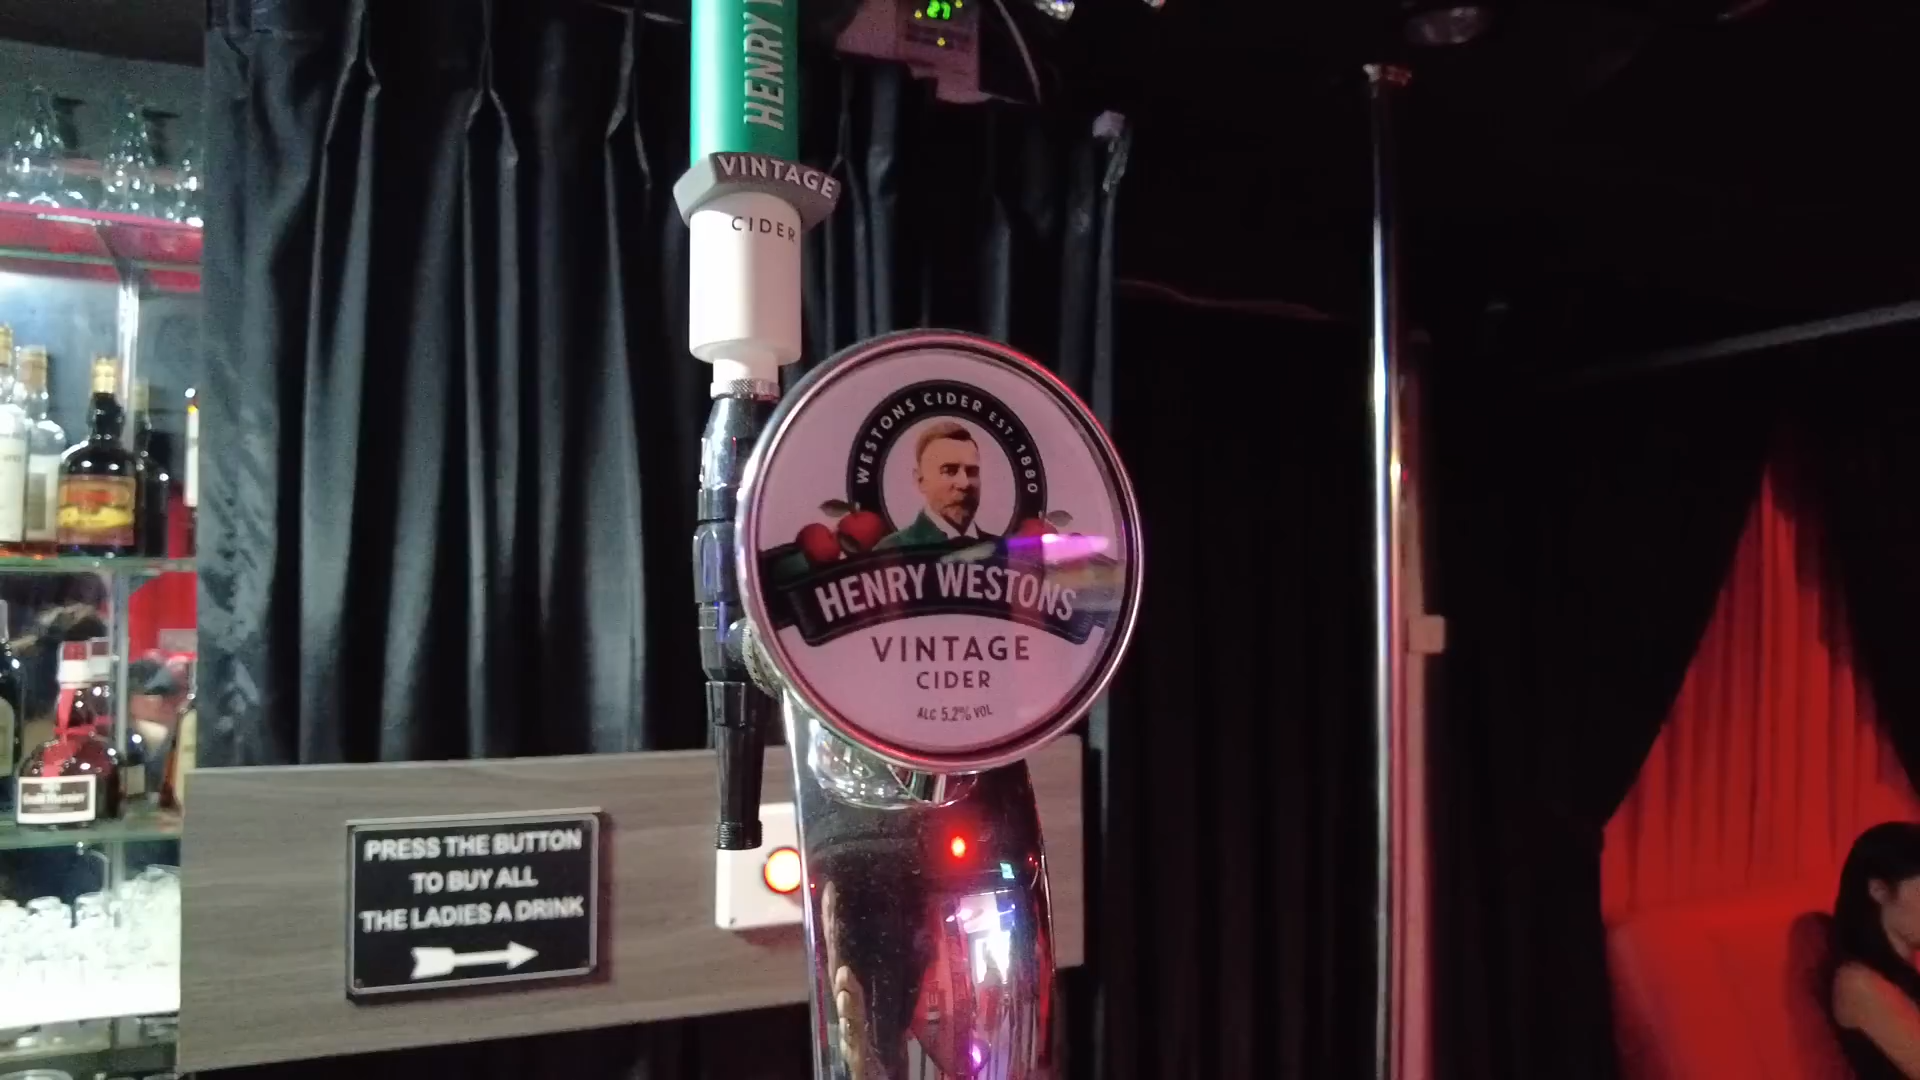 27
HENRY
VINTAGE
CIDER
WESTONS CIDER EST. 1880
HENRY WESTONS
VINTAGE
CIDER
ALC 5.2% VOL
PRESS THE BUTTON
TO BUY ALL
THE LADIES A DRINK